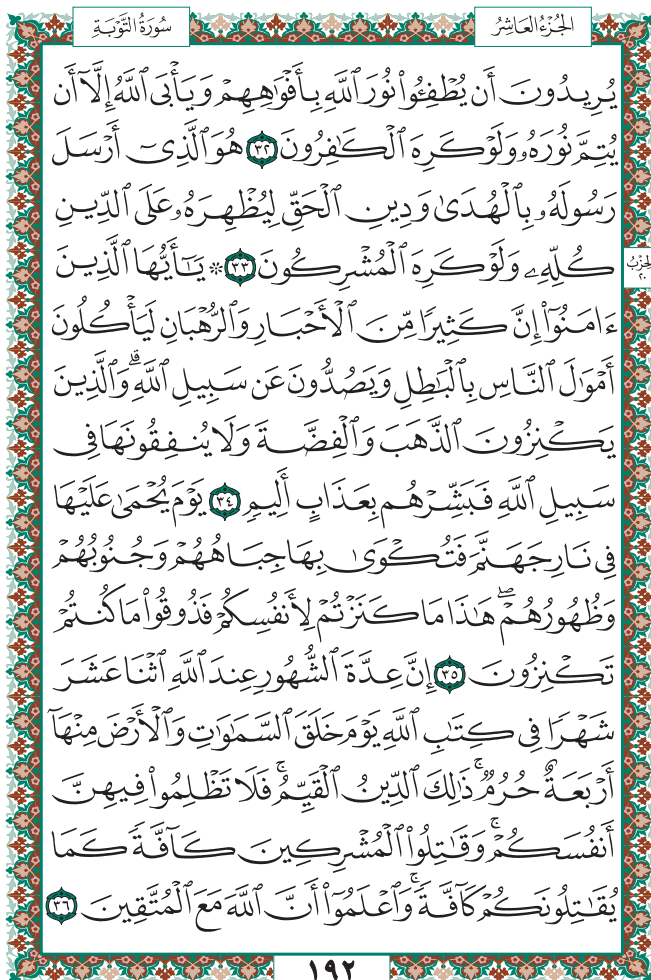 الجُزْءُ العَاشِرُ
سُورَةُ التَّوْبَةِ
يُرِيدُونَ أَن يُطْفِـُٔوا۟ نُورَ ٱللَّهِ بِأَفْوَٰهِهِمْ وَيَأْبَى ٱللَّهُ إِلَّآ أَن
يُتِمَّ نُورَهُۥ وَلَوْ كَرِهَ ٱلْكَٰفِرُونَ ٣٢ هُوَ ٱلَّذِىٓ أَرْسَلَ
رَسُولَهُۥ بِٱلْهُدَىٰ وَدِينِ ٱلْحَقِّ لِيُظْهِرَهُۥ عَلَى ٱلدِّينِ
كُلِّهِۦ وَلَوْ كَرِهَ ٱلْمُشْرِكُونَ ٣٣ * يَٰٓأَيُّهَا ٱلَّذِينَ
الحِزْبُ
٢٠
ءَامَنُوٓا۟ إِنَّ كَثِيرًا مِّنَ ٱلْأَحْبَارِ وَٱلرُّهْبَانِ لَيَأْكُلُونَ
أَمْوَٰلَ ٱلنَّاسِ بِٱلْبَٰطِلِ وَيَصُدُّونَ عَن سَبِيلِ ٱللَّهِ ۗ وَٱلَّذِينَ
يَكْنِزُونَ ٱلذَّهَبَ وَٱلْفِضَّةَ وَلَا يُنفِقُونَهَا فِى
سَبِيلِ ٱللَّهِ فَبَشِّرْهُم بِعَذَابٍ أَلِيمٍ ٣٤ يَوْمَ يُحْمَىٰ عَلَيْهَا
فِى نَارِ جَهَنَّمَ فَتُكْوَىٰ بِهَا جِبَاهُهُمْ وَجُنُوبُهُمْ
وَظُهُورُهُمْ ۖ هَٰذَا مَا كَنَزْتُمْ لِأَنفُسِكُمْ فَذُوقُوا۟ مَا كُنتُمْ
تَكْنِزُونَ ٣٥ إِنَّ عِدَّةَ ٱلشُّهُورِ عِندَ ٱللَّهِ ٱثْنَا عَشَرَ
شَهْرًا فِى كِتَٰبِ ٱللَّهِ يَوْمَ خَلَقَ ٱلسَّمَٰوَٰتِ وَٱلْأَرْضَ مِنْهَآ
أَرْبَعَةٌ حُرُمٌ ۚ ذَٰلِكَ ٱلدِّينُ ٱلْقَيِّمُ ۚ فَلَا تَظْلِمُوا۟ فِيهِنَّ
أَنفُسَكُمْ ۚ وَقَٰتِلُوا۟ ٱلْمُشْرِكِينَ كَآفَّةً كَمَا
يُقَٰتِلُونَكُمْ كَآفَّةً ۚ وَٱعْلَمُوٓا۟ أَنَّ ٱللَّهَ مَعَ ٱلْمُتَّقِينَ ٣٦
١٩٢